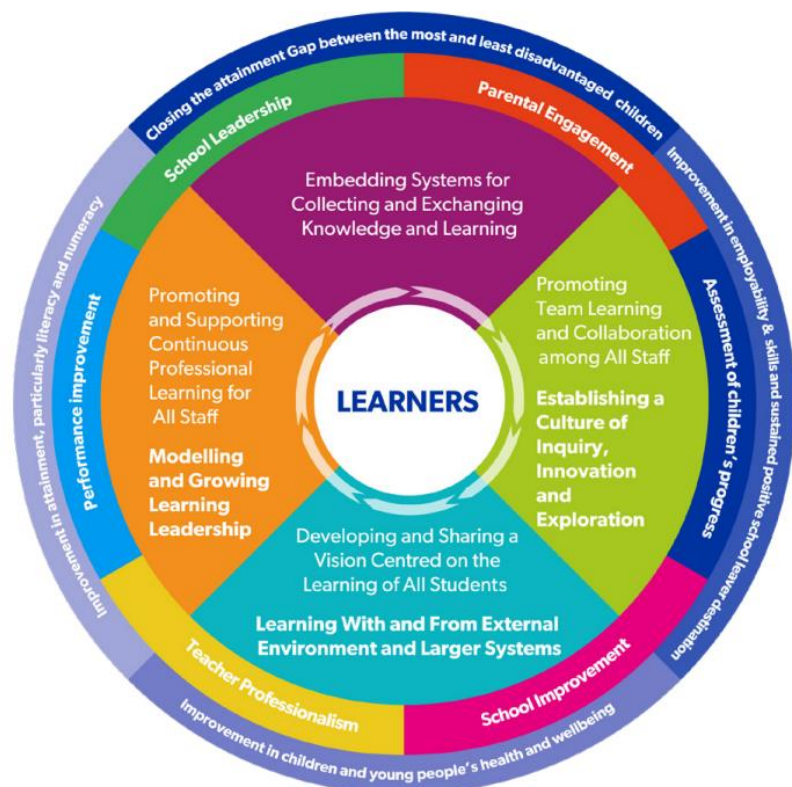 Closing the attainment Gap between the most and least disadvantaged children
Improvement in employability & skills and sustained positive school leaver destination
Improvement in children and young people's health and wellbeing
Improvement in attainment, particularly literacy and numeracy
School Leadership
Parental Engagement
Assessment of children's progress
School Improvement
Teacher Professionalism
Performance improvement
Embedding Systems for
Collecting and Exchanging
Knowledge and Learning
Promoting
Team Learning
and Collaboration
among All Staff
Establishing a
Culture of
Inquiry,
Innovation
and
Exploration
Developing and Sharing a
Vision Centred on the
Learning of All Students
Learning With and From External
Environment and Larger Systems
Promoting
and Supporting
Continuous
Professional
Learning for
All Staff
Modelling
and Growing
Learning
Leadership
LEARNERS